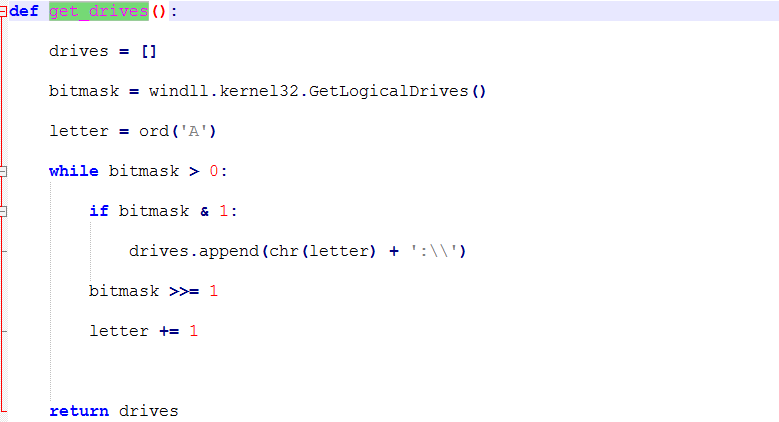 def get_drives():
    drives = []
    bitmask = windll.kernel32.GetLogicalDrives()
    letter = ord('A')
    while bitmask > 0:
        if bitmask & 1:
            drives.append(chr(letter) + ':\\')
        bitmask >>= 1
        letter += 1
    return drives